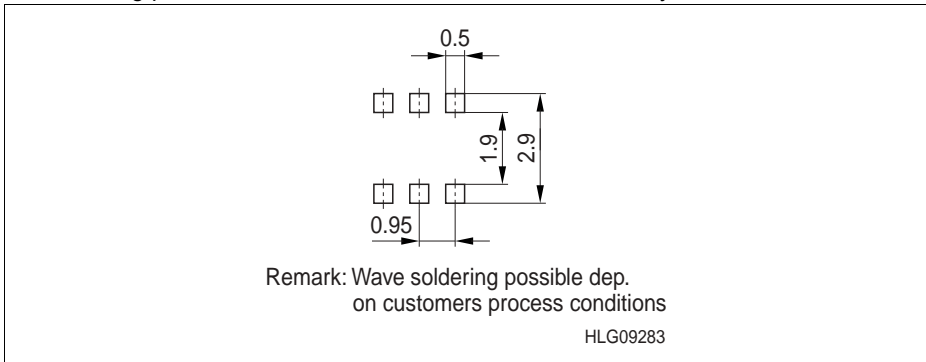 0.5
1.9
2.9
0.95
Remark: Wave soldering possible dep.
on customers process conditions
HLG09283